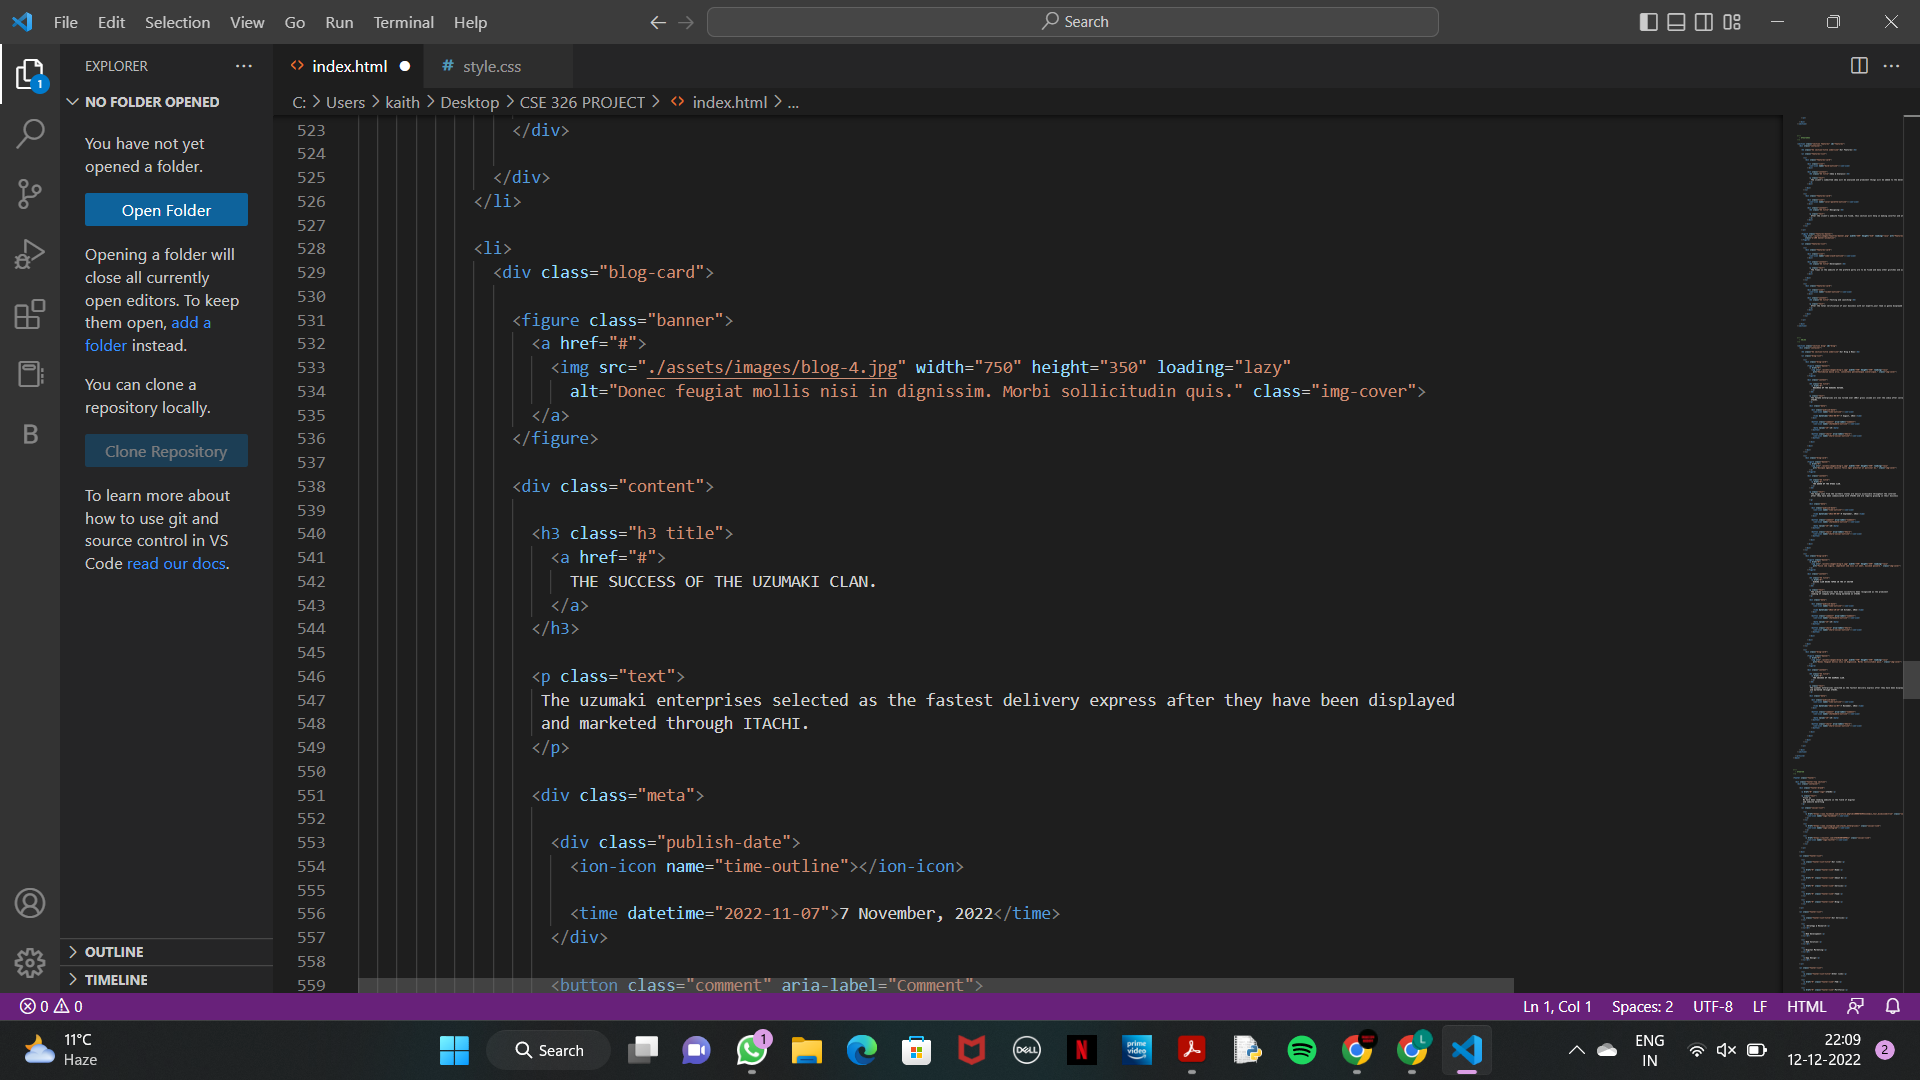 File Edit Selection View Go Run Terminal Help
Search
EXPLORER
1
NO FOLDER OPENED
You have not yet
opened a folder.
Open Folder
Opening a folder will
close all currently
open editors. To keep
them open, add a
folder instead.
You can clone a
repository locally.
Clone Repository
To learn more about
how to use git and
source control in VS
Code read our docs.
OUTLINE
TIMELINE
index.html
# style.css
C: > Users > kaith > Desktop > CSE 326 PROJECT > <> index.html > ...
523 </div>
524
525 </div>
526 </li>
527
528 <li>
529 <div class="blog-card">
530
531 <figure class="banner">
532 <a href="#">
533 <img src="./assets/images/blog-4.jpg" width="750" height="350" loading="lazy"
534 alt="Donec feugiat mollis nisi in dignissim. Morbi sollicitudin quis." class="img-cover">
535 </a>
536 </figure>
537
538 <div class="content">
539
540 <h3 class="h3 title">
541 <a href="#">
542 THE SUCCESS OF THE UZUMAKI CLAN.
543 </a>
544 </h3>
545
546 <p class="text">
547 The uzumaki enterprises selected as the fastest delivery express after they have been displayed
548 and marketed through ITACHI.
549 </p>
550
551 <div class="meta">
552
553 <div class="publish-date">
554 <ion-icon name="time-outline"></ion-icon>
555
556 <time datetime="2022-11-07">7 November, 2022</time>
557 </div>
558
559 <button class="comment" aria-label="Comment">
0 0
Ln 1, Col 1 Spaces: 2 UTF-8 LF HTML
11°C
Haze
Search
1
DELL
N
prime
video
L
ENG
IN
22:09
12-12-2022
2